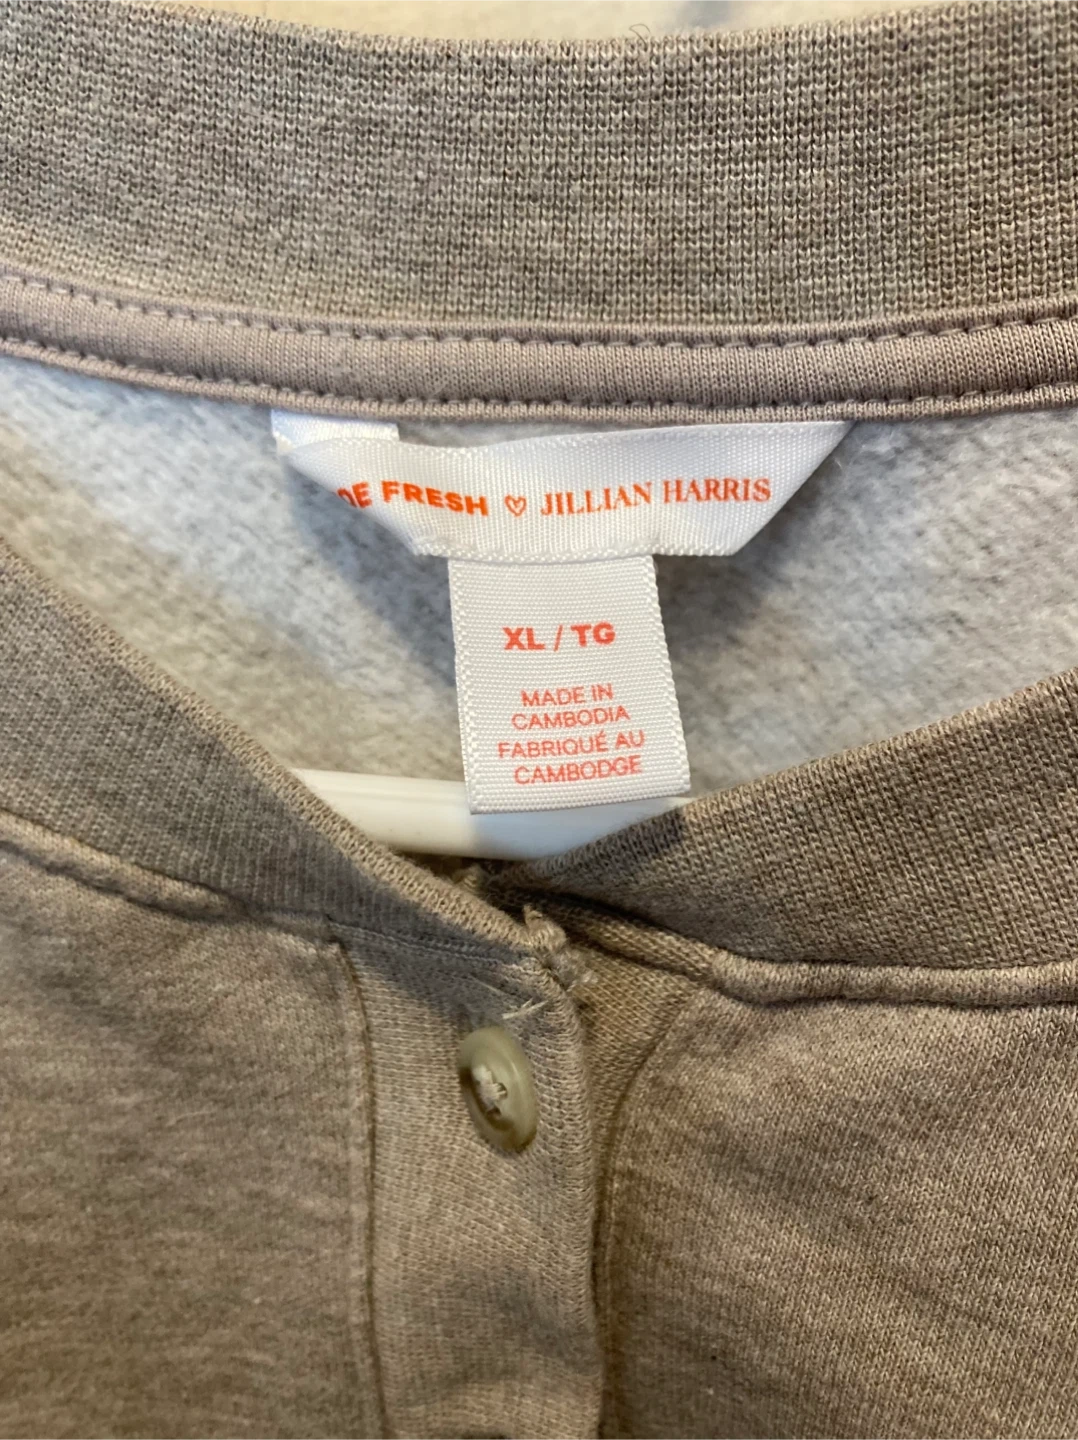 FRESH ♡ JILLIAN HARRIS
XL / TG
MADE IN
CAMBODIA
FABRIQUÉ AU
CAMBODGE